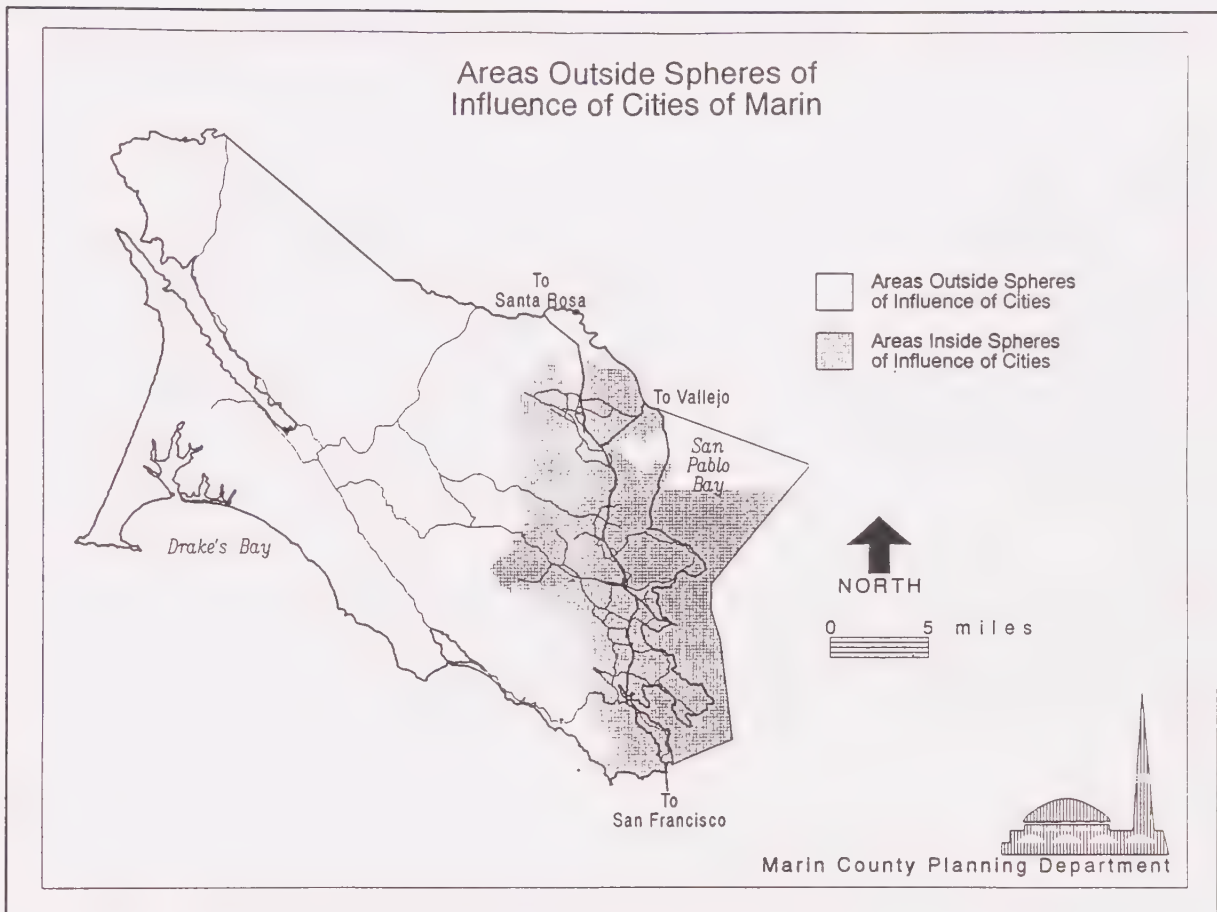 Areas Outside Spheres of
Influence of Cities of Marin
To
Santa Rosa
Areas Outside Spheres
of Influence of Cities
Areas Inside Spheres
of Influence of Cities
To Vallejo
San
Pablo
Bay
Drake's Bay
NORTH
0 5 miles
To
San Francisco
Marin County Planning Department